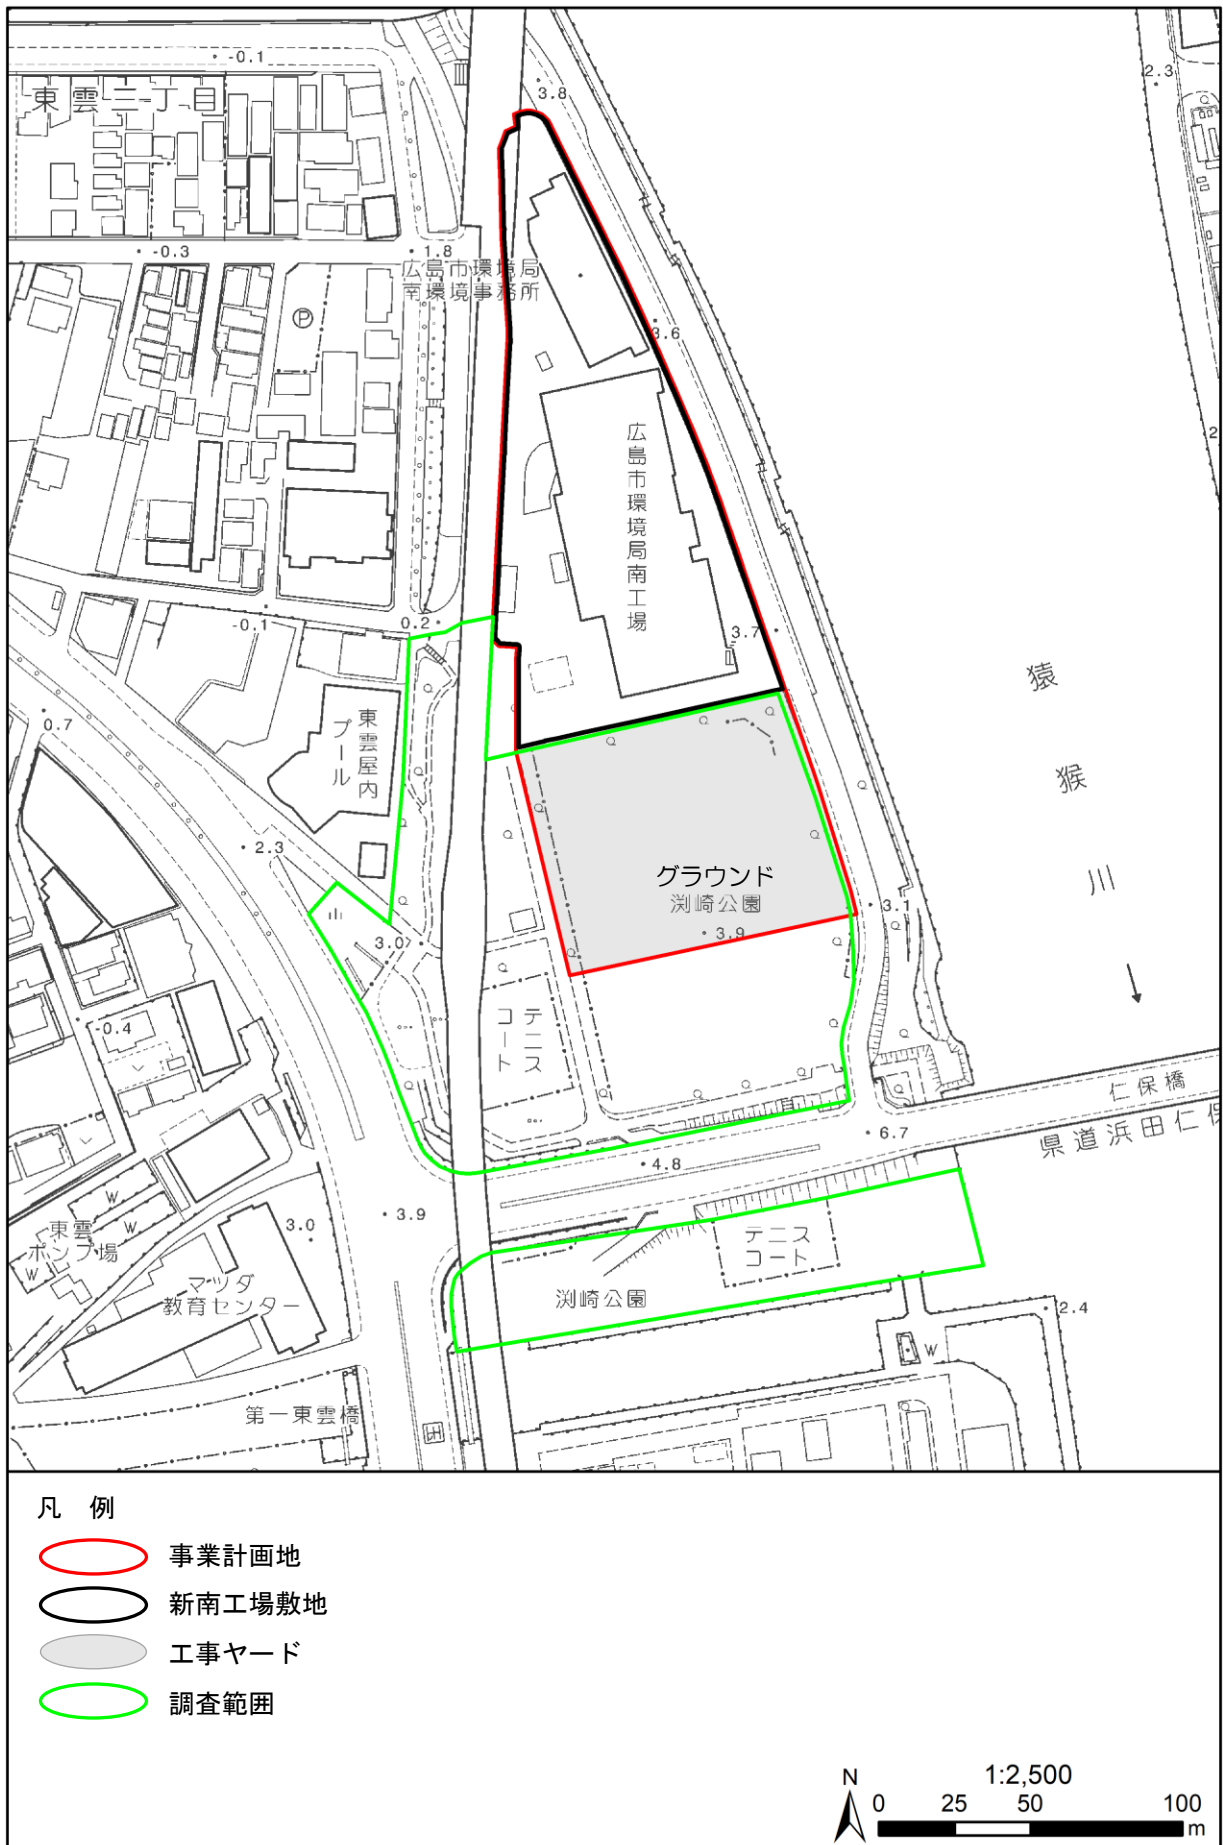 -0.1
東雲二丁目
3.8
2.3
-0.3
1.8
広島市環境局
南環境事務所
P
3.6
2
広島市環境局南工場
-0.1
0.2
3.7
猿猴川
0.7
東雲屋内
プール
2.3
グラウンド
渕崎公園
3.9
3.1
3.0
テニス
コート
-0.4
仁保橋
県道浜田仁保
6.7
4.8
W
W
W
東雲
ポンプ場
3.0
3.9
マツダ
教育センター
テニス
コート
渕崎公園
2.4
W
第一東雲橋
凡 例
事業計画地
新南工場敷地
工事ヤード
調査範囲
N
1:2,500
0 25 50 100
m